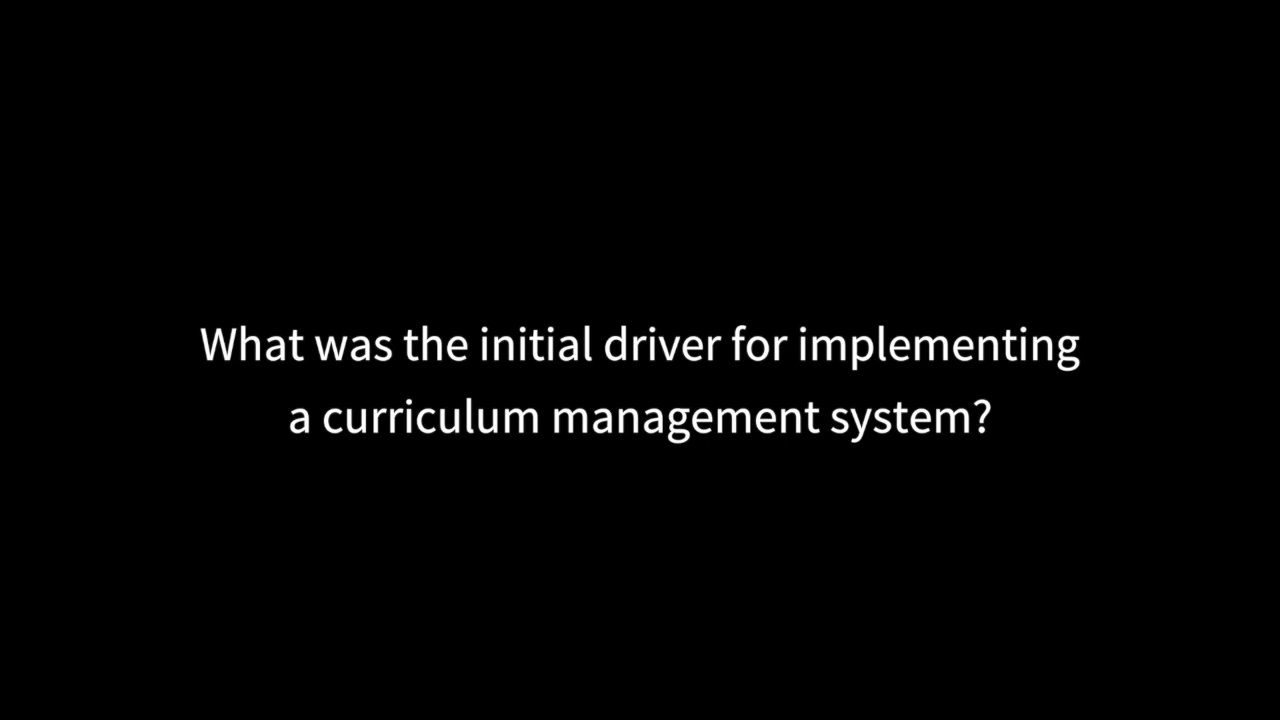 What was the initial driver for implementing
a curriculum management system?